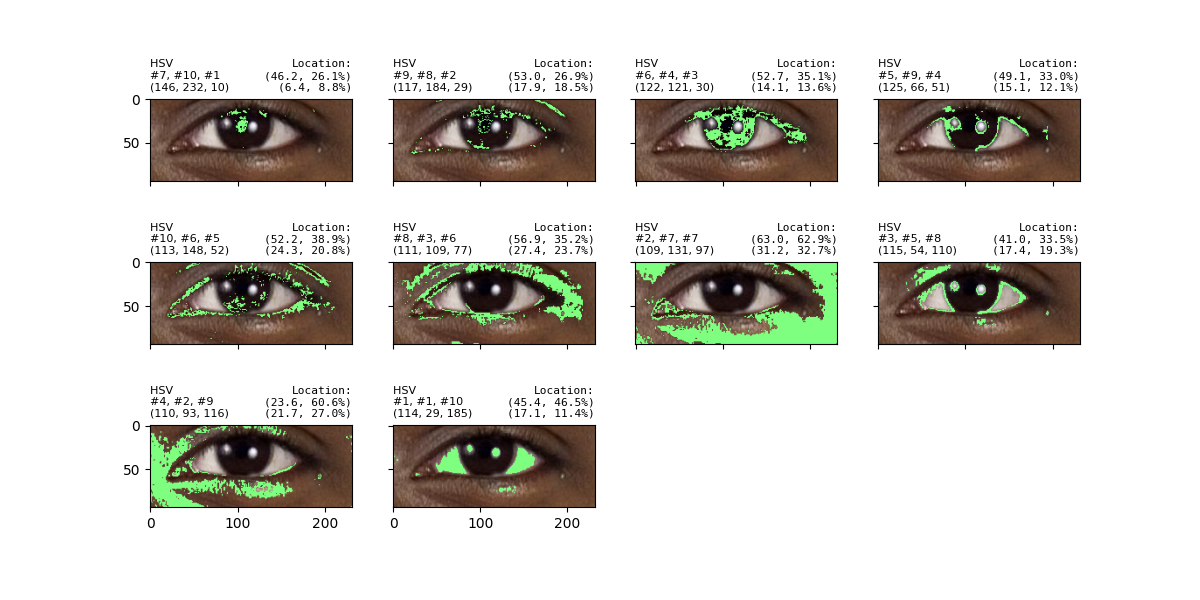 HSV Location:
#7, #10, #1 (46.2, 26.1%)
(146, 232, 10) (6.4, 8.8%)
HSV Location:
#9, #8, #2 (53.0, 26.9%)
(117, 184, 29) (17.9, 18.5%)
HSV Location:
#6, #4, #3 (52.7, 35.1%)
(122, 121, 30) (14.1, 13.6%)
HSV Location:
#5, #9, #4 (49.1, 33.0%)
(125, 66, 51) (15.1, 12.1%)
0
50
HSV Location:
#10, #6, #5 (52.2, 38.9%)
(113, 148, 52) (24.3, 20.8%)
HSV Location:
#8, #3, #6 (56.9, 35.2%)
(111, 109, 77) (27.4, 23.7%)
HSV Location:
#2, #7, #7 (63.0, 62.9%)
(109, 131, 97) (31.2, 32.7%)
HSV Location:
#3, #5, #8 (41.0, 33.5%)
(115, 54, 110) (17.4, 19.3%)
0
50
HSV Location:
#4, #2, #9 (23.6, 60.6%)
(110, 93, 116) (21.7, 27.0%)
HSV Location:
#1, #1, #10 (45.4, 46.5%)
(114, 29, 185) (17.1, 11.4%)
0
50
0 100 200
0 100 200